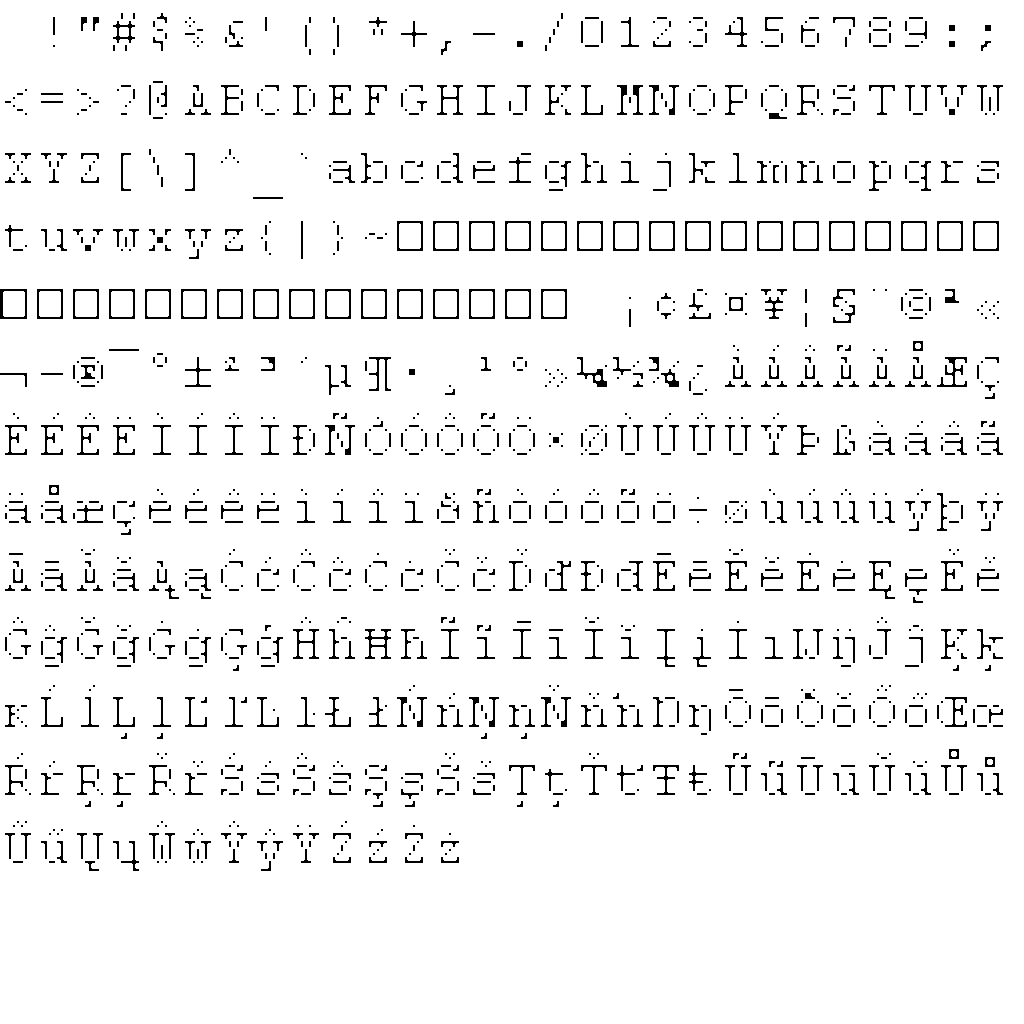 !"#$%&'()*+,-./0123456789:;
<=>?@ABCDEFGHIJKLMNOPQRSTUVW
XYZ[\]^_`abcdefghijklmnopqrs
tuvwxyz{|}~□□□□□□□□□□□□□□□□□
□□□□□□□□□□□□□□□□ ¡¢£¤¥¦§¨©ª«
¬-®¯°±²³´µ¶·¸¹º»¼½¾¿ÀÁÂÃÄÅÆÇ
ÈÉÊËÌÍÎÏÐÑÒÓÔÕÖ×ØÙÚÛÜÝÞßàáâã
äåæçèéêëìíîïðñòóôõö÷øùúûüýþÿ
ĀāĂăĄąĆćĈĉĊċČčĎďĐđĒēĔĕĖėĘęĚě
ĜĝĞğĠġĢģĤĥĦħĨĩĪīĬĭĮįİıĲĳĴĵĶķ
ĸĹĺĻļĽľĿŀŁłŃńŅņŇňŉŊŋŌōŎŏŐőŒœ
ŔŕŖŗŘřŚśŜŝŞşŠšŢţŤťŦŧŨũŪūŬŭŮů
ŰűŲųŴŵŶŷŸŹźŻż